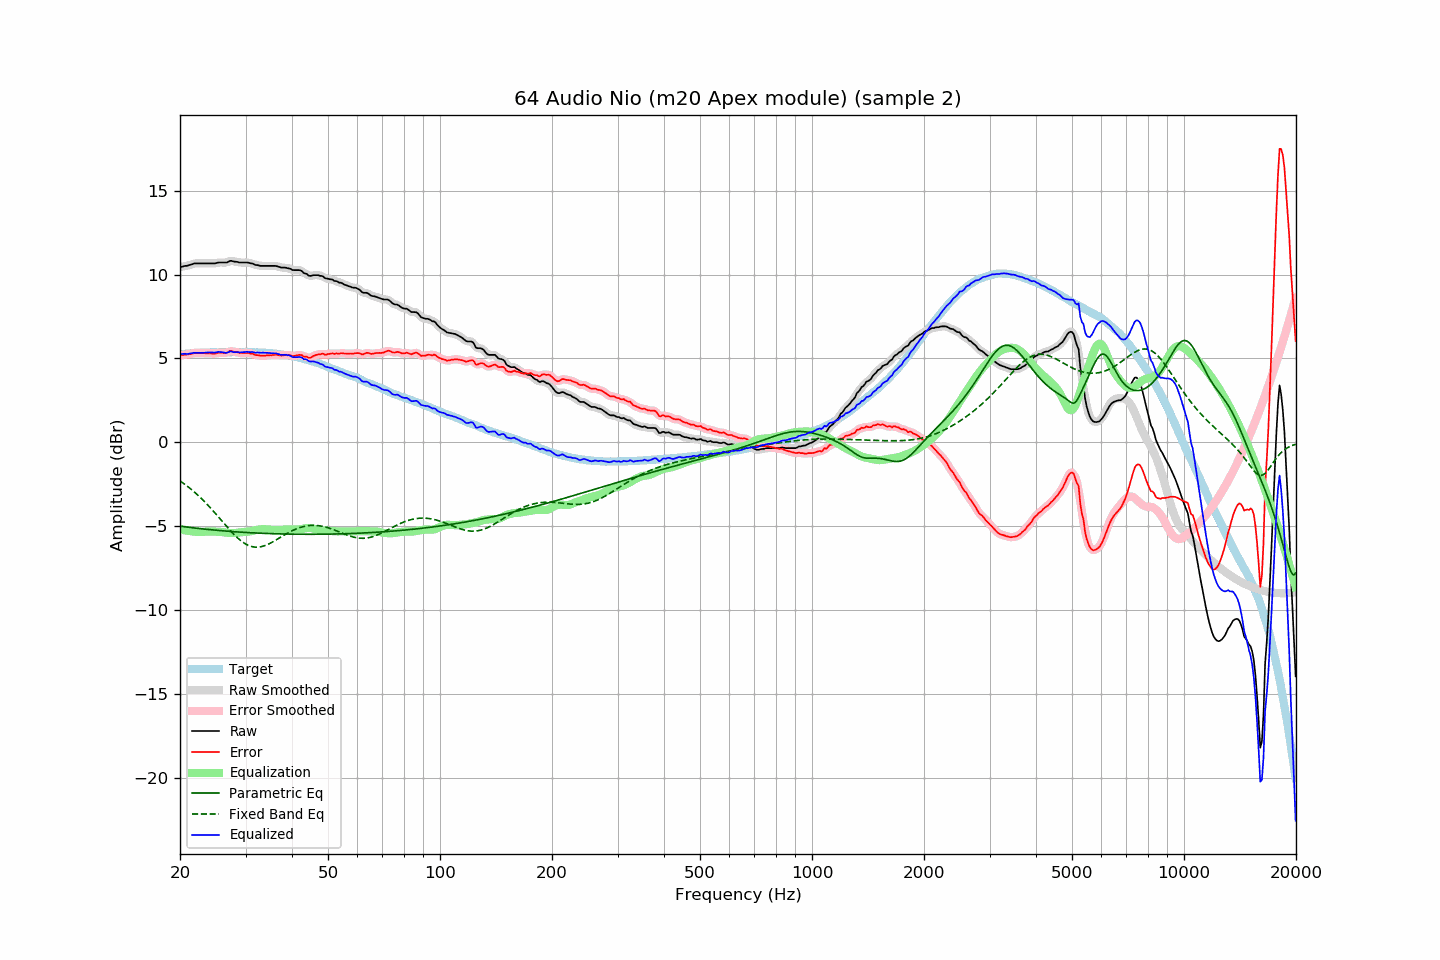 64 Audio Nio (m20 Apex module) (sample 2)
15
10
5
0
−5
−10
−15
−20
Amplitude (dBr)
Target
Raw Smoothed
Error Smoothed
Raw
Error
Equalization
Parametric Eq
Fixed Band Eq
Equalized
20 50 100 200 500 1000 2000 5000 10000 20000
Frequency (Hz)